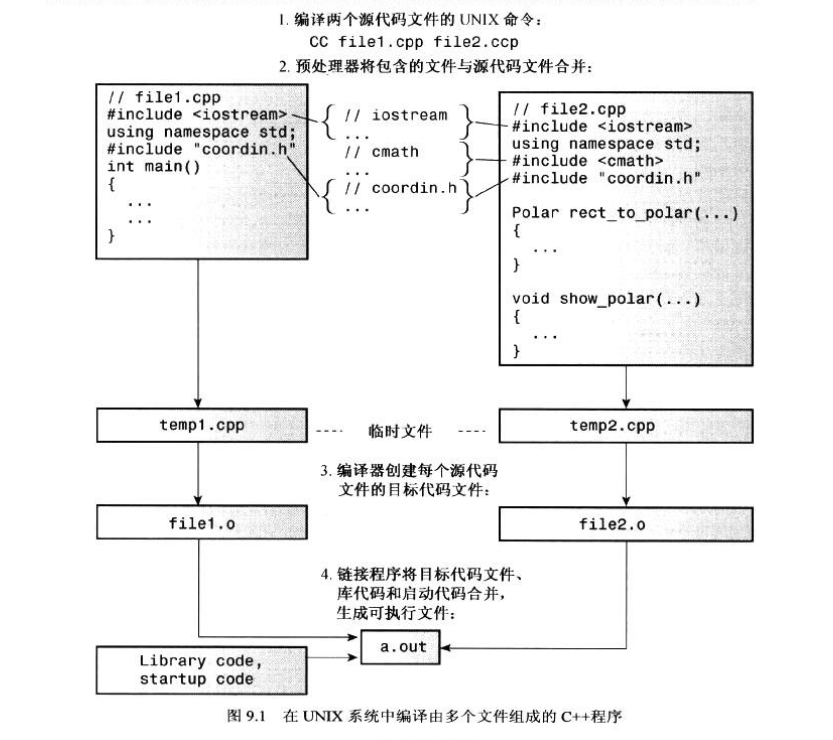 1. 编译两个源代码文件的 UNIX 命令：
CC file1.cpp file2.ccp
2. 预处理器将包含的文件与源代码文件合并：
// file1.cpp
#include <iostream>
using namespace std;
#include "coordin.h"
int main()
{
...
...
}
// iostream
...
// cmath
...
// coordin.h
...
// file2.cpp
#include <iostream>
using namespace std;
#include <cmath>
#include "coordin.h"
Polar rect_to_polar(...)
{
...
}
void show_polar(...)
{
...
}
temp1.cpp
---- 临时文件 ----
temp2.cpp
3. 编译器创建每个源代码
文件的目标代码文件：
file1.o
file2.o
4. 链接程序将目标代码文件、
库代码和启动代码合并，
生成可执行文件：
a.out
Library code,
startup code
图 9.1 在 UNIX 系统中编译由多个文件组成的 C++程序